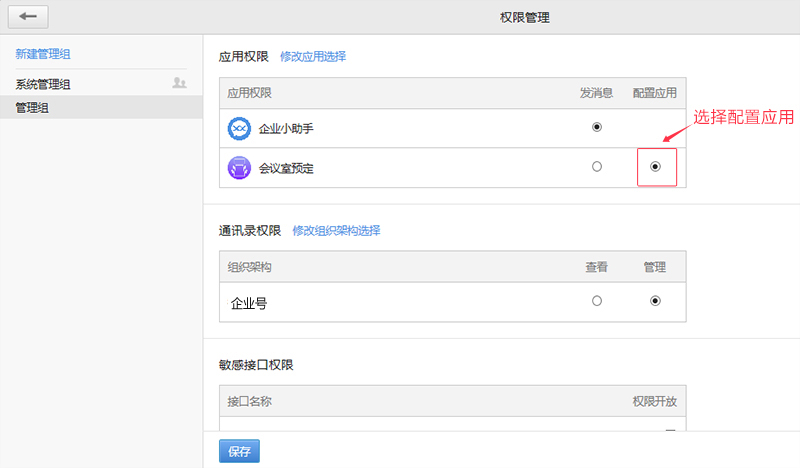 权限管理
新建管理组
系统管理组
管理组
应用权限 修改应用选择
应用权限 发消息 配置应用
企业小助手
会议室预定
选择配置应用
通讯录权限 修改组织架构选择
组织架构 查看 管理
企业号
敏感接口权限
接口名称 权限开放
保存